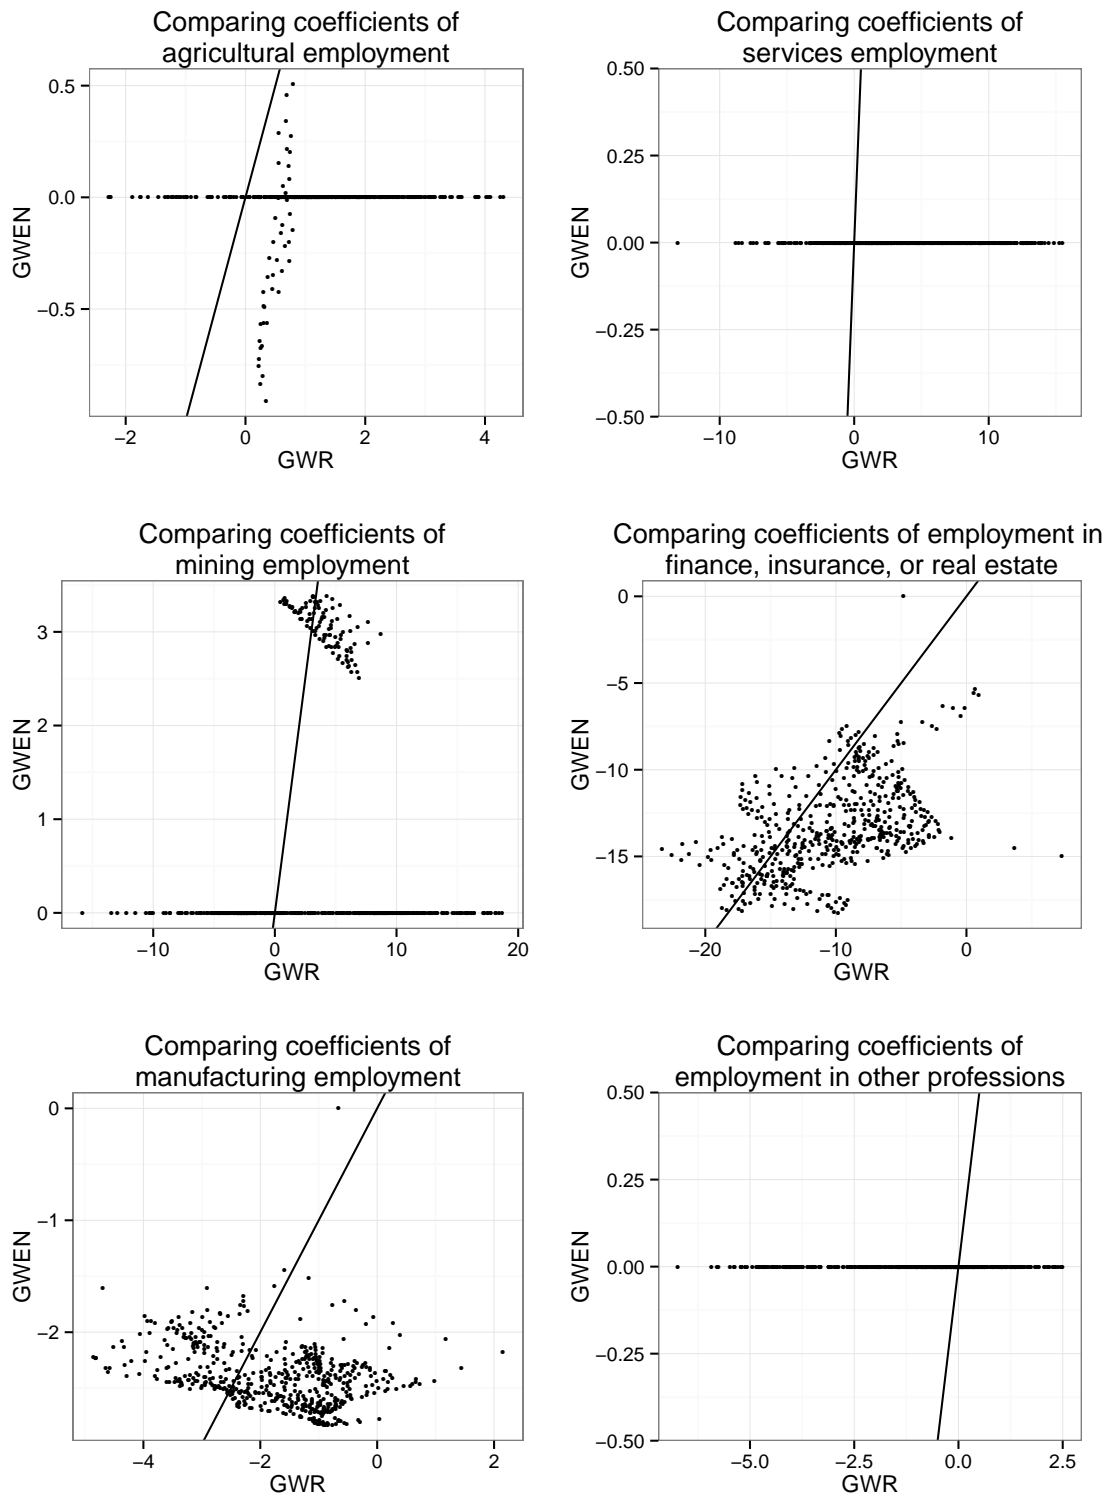 Comparing coefficients of
agricultural employment
0.5
0.0
−0.5
GWEN
−2
0
2
4
GWR
Comparing coefficients of
services employment
0.50
0.25
0.00
−0.25
−0.50
GWEN
−10
0
10
GWR
Comparing coefficients of
mining employment
3
2
1
0
GWEN
−10
0
10
20
GWR
Comparing coefficients of employment in
finance, insurance, or real estate
0
−5
−10
−15
GWEN
−20
−10
0
GWR
Comparing coefficients of
manufacturing employment
0
−1
−2
GWEN
−4
−2
0
2
GWR
Comparing coefficients of
employment in other professions
0.50
0.25
0.00
−0.25
−0.50
GWEN
−5.0
−2.5
0.0
2.5
GWR